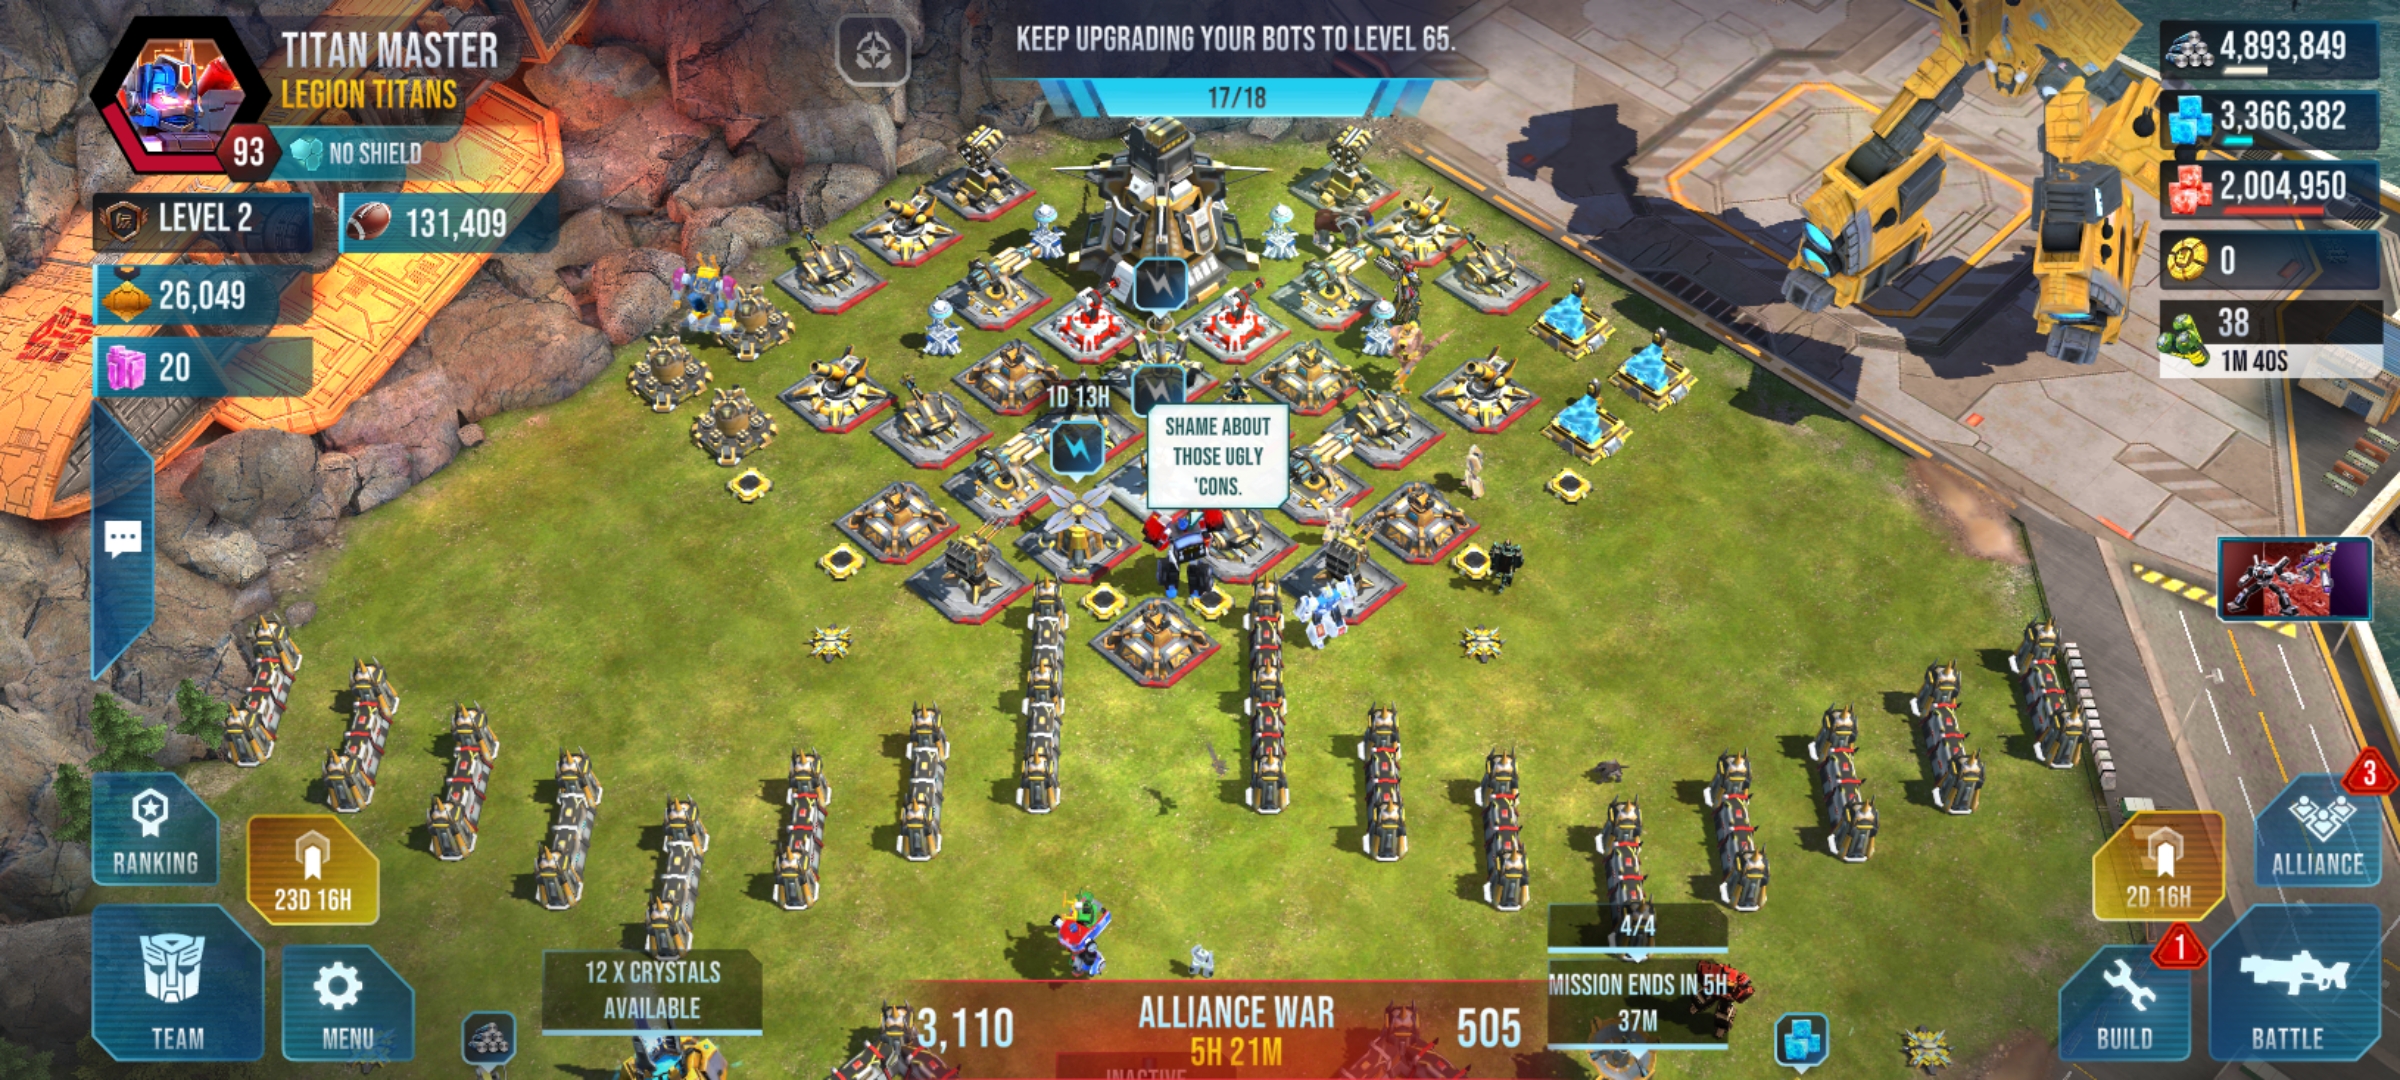 TITAN MASTER
LEGION TITANS
93
NO SHIELD
LEVEL 2
131,409
26,049
20
KEEP UPGRADING YOUR BOTS TO LEVEL 65.
17/18
4,893,849
3,366,382
2,004,950
0
38
1M 40S
1D 13H
SHAME ABOUT
THOSE UGLY
'CONS.
RANKING
23D 16H
TEAM
MENU
12 X CRYSTALS
AVAILABLE
3,110
ALLIANCE WAR
5H 21M
505
INACTIVE
4/4
MISSION ENDS IN 5H
37M
3
ALLIANCE
2D 16H
1
BUILD
BATTLE